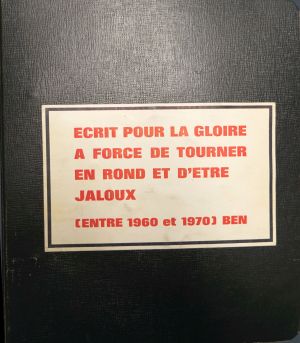 ECRIT POUR LA GLOIRE
A FORCE DE TOURNER
EN ROND ET D'ETRE
JALOUX
(ENTRE 1960 et 1970) BEN